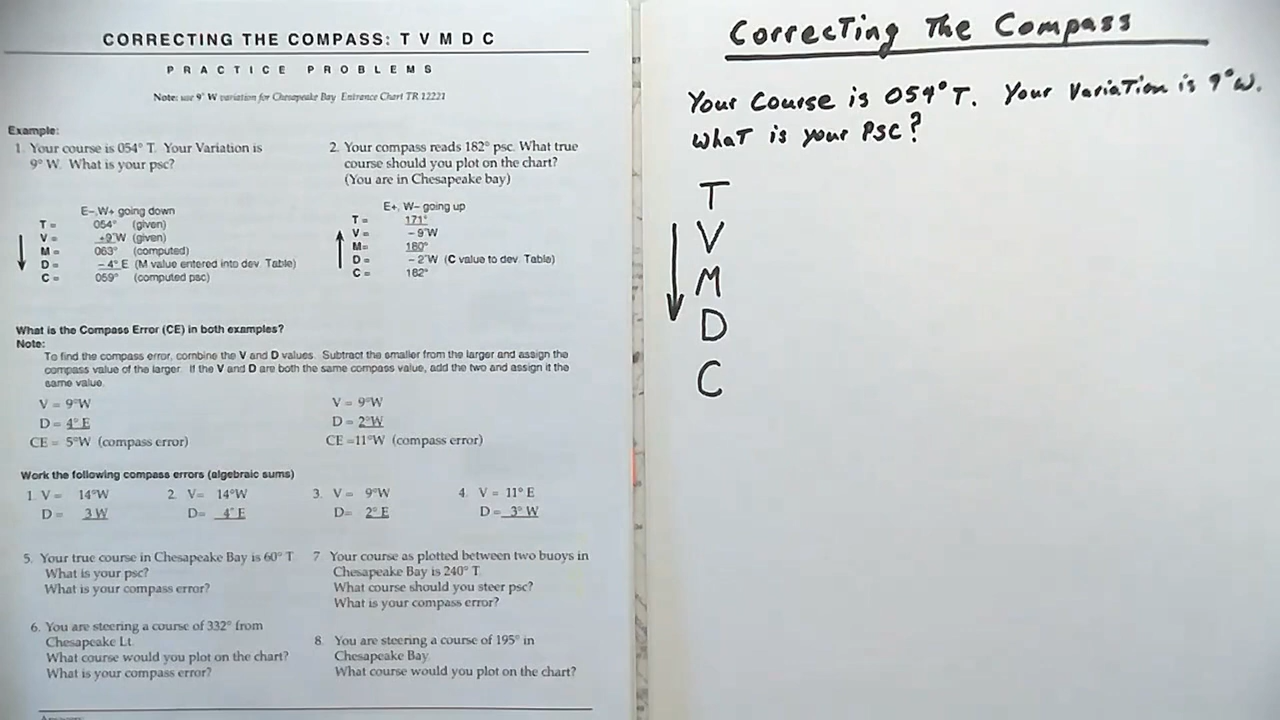 CORRECTING THE COMPASS: T V M D C
PRACTICE PROBLEMS
Note: use 9° W variation for Chesapeake Bay Entrance Chart TR 12221
Example:
1. Your course is 054° T. Your Variation is
9° W. What is your psc?
E–,W+ going down
T = 054° (given)
V = +9°W (given)
M = 063° (computed)
D = – 4° E (M value entered into dev. Table)
C = 059° (computed psc)
2. Your compass reads 182° psc. What true
course should you plot on the chart?
(You are in Chesapeake bay)
E+, W– going up
T = 171°
V = – 9°W
M= 180°
D = – 2°W (C value to dev. Table)
C = 182°
What is the Compass Error (CE) in both examples?
Note:
To find the compass error, combine the V and D values. Subtract the smaller from the larger and assign the
compass value of the larger. If the V and D are both the same compass value, add the two and assign it the
same value.
V = 9°W
D = 4° E
CE = 5°W (compass error)
V = 9°W
D = 2°W
CE =11°W (compass error)
Work the following compass errors (algebraic sums)
1. V = 14°W
D = 3 W
2. V= 14°W
D= 4° E
3. V = 9°W
D= 2° E
4. V = 11° E
D = 3° W
5. Your true course in Chesapeake Bay is 60° T
What is your psc?
What is your compass error?
6. You are steering a course of 332° from
Chesapeake Lt.
What course would you plot on the chart?
What is your compass error?
7 Your course as plotted between two buoys in
Chesapeake Bay is 240° T.
What course should you steer psc?
What is your compass error?
8. You are steering a course of 195° in
Chesapeake Bay.
What course would you plot on the chart?
Correcting The Compass
Your Course is 054° T. Your Variation is 9° W.
What is your PSC?
T
V
M
D
C